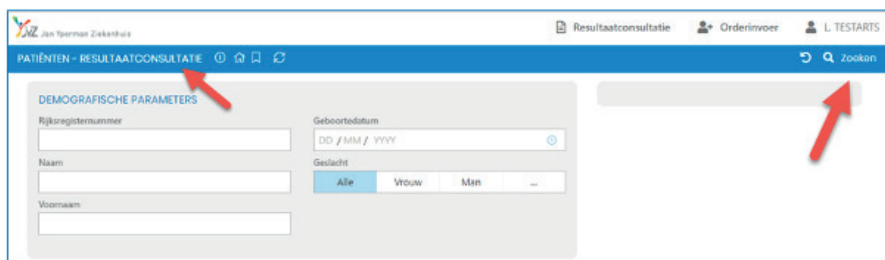 JYZ Jan Yperman Ziekenhuis
Resultaatconsultatie Orderinvoer L. TESTARTS
PATIËNTEN - RESULTAATCONSULTATIE
Zoeken
DEMOGRAFISCHE PARAMETERS
Rijksregisternummer Geboortedatum
DD / MM / YYYY
Naam Geslacht
Alle Vrouw Man ...
Voornaam